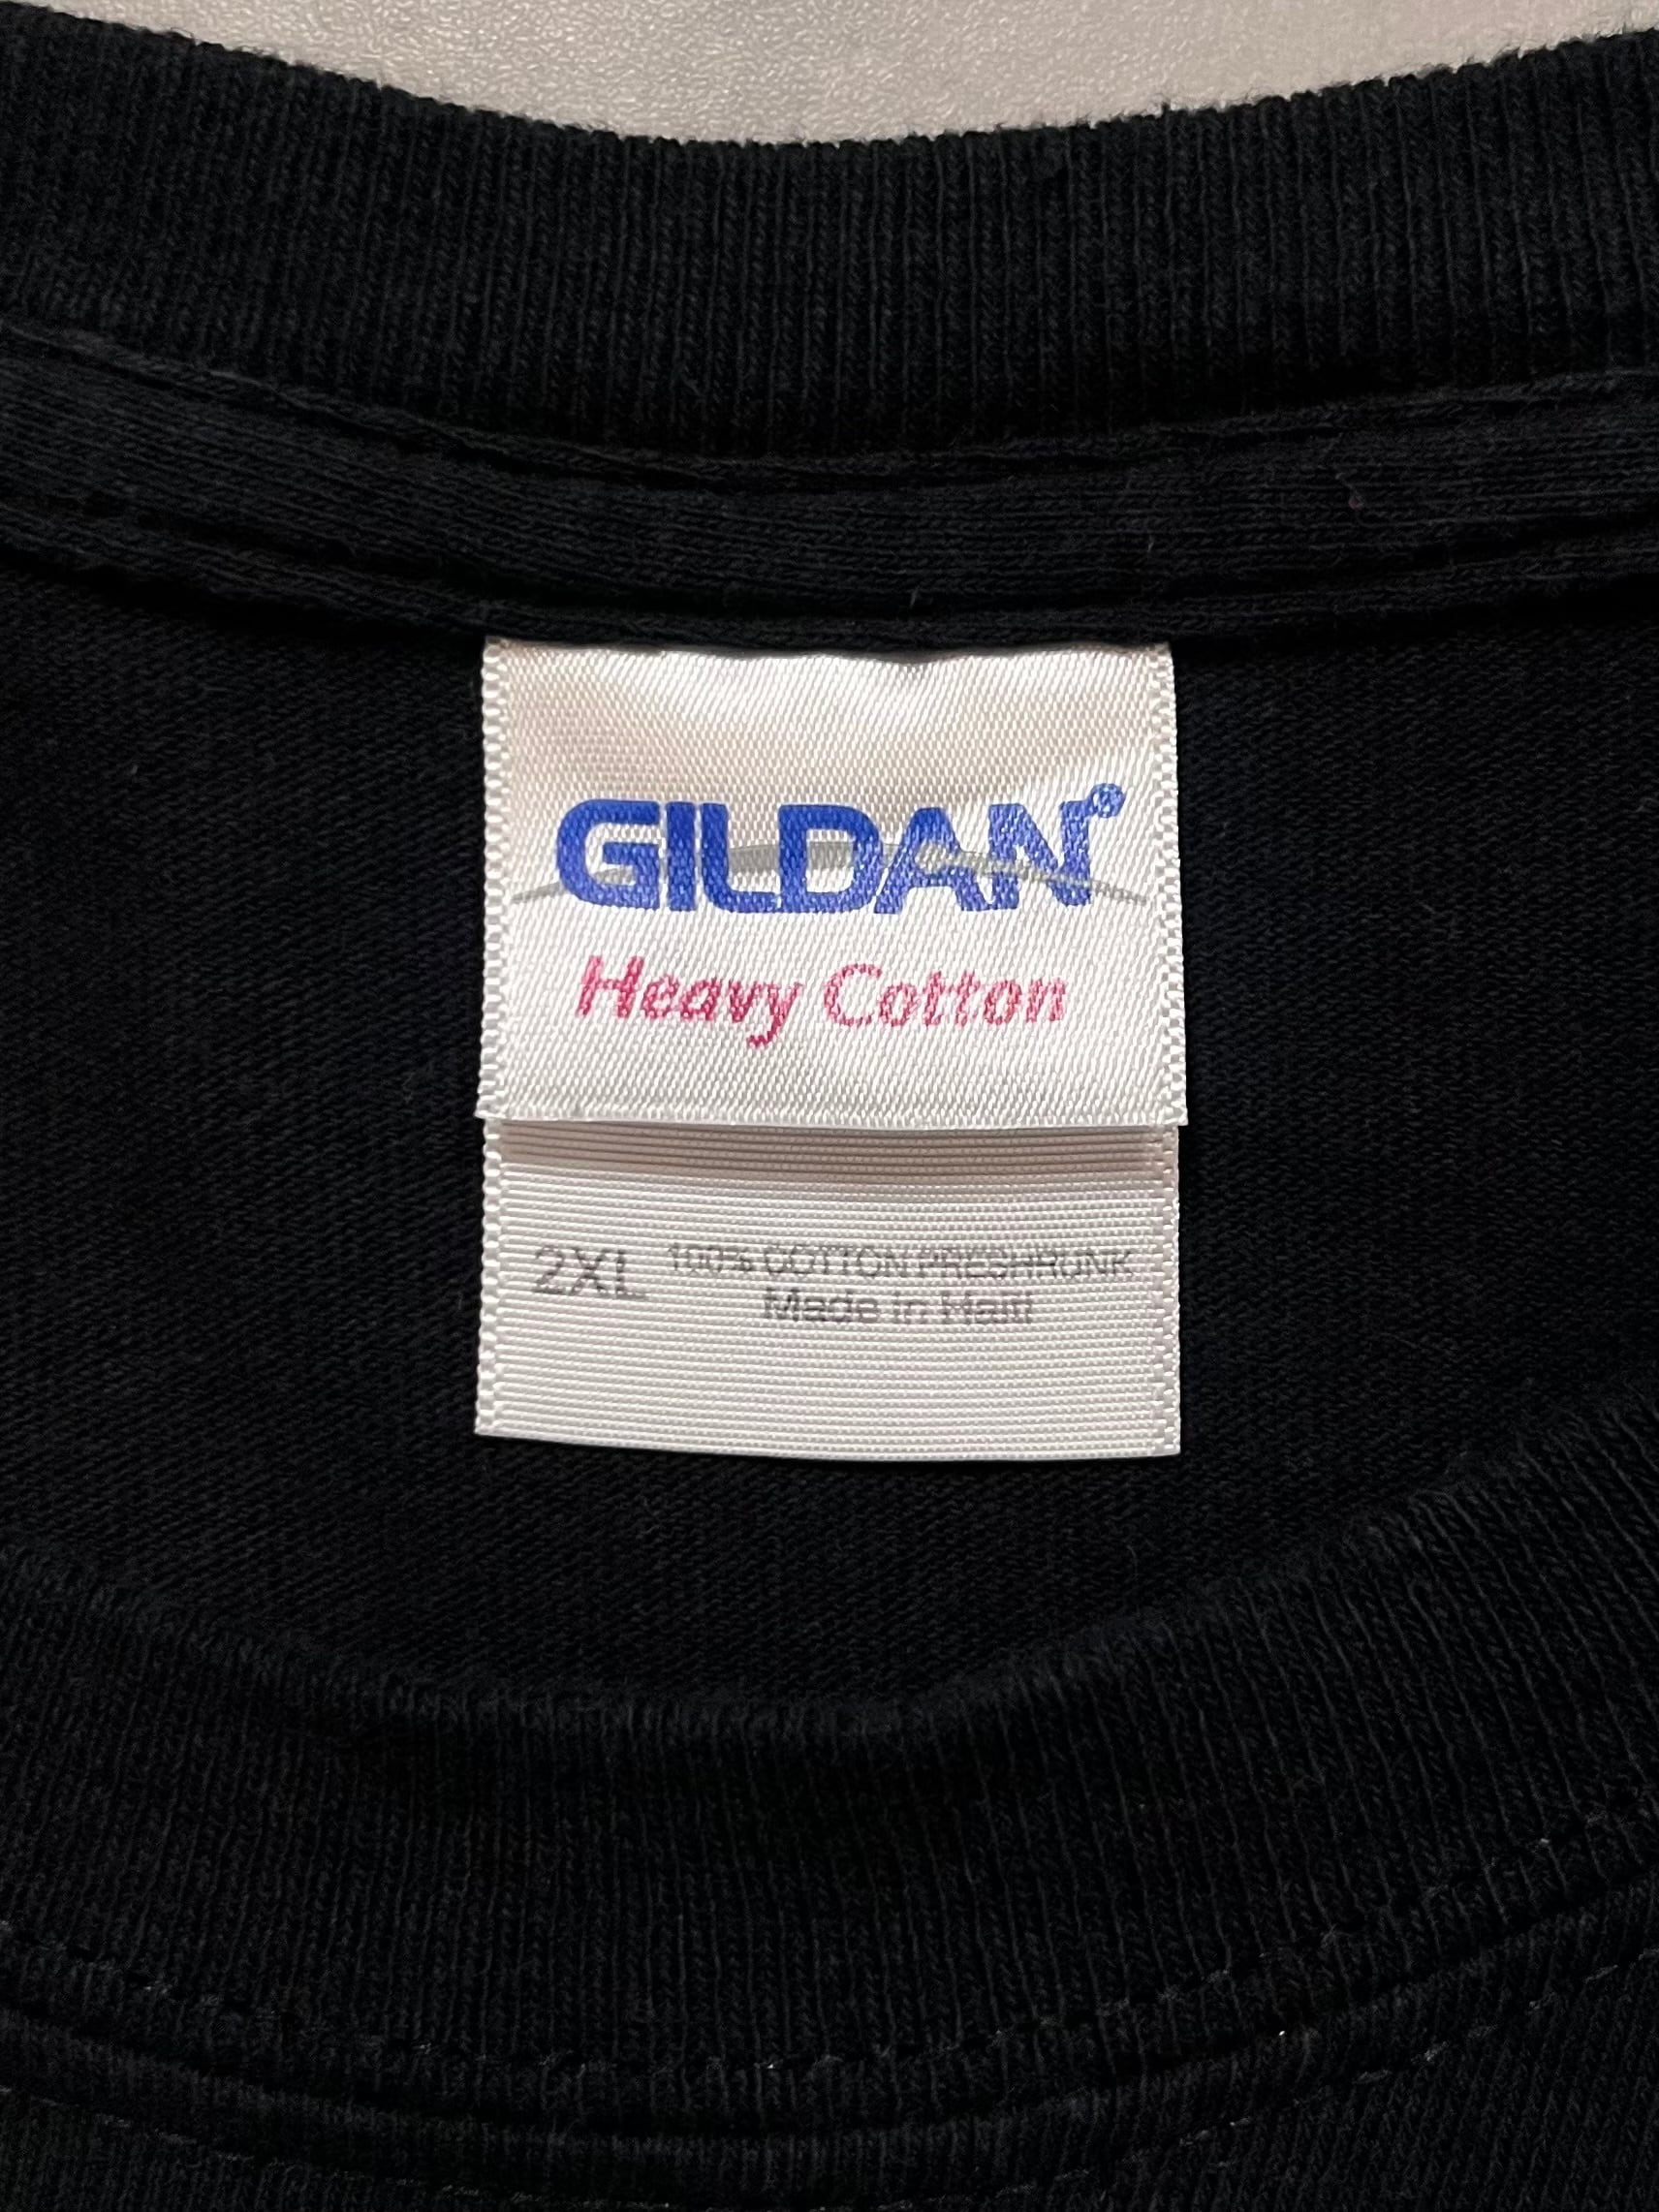 GILDAN®
Heavy Cotton
2XL
100% COTTON PRESHRUNK
Made in Haiti